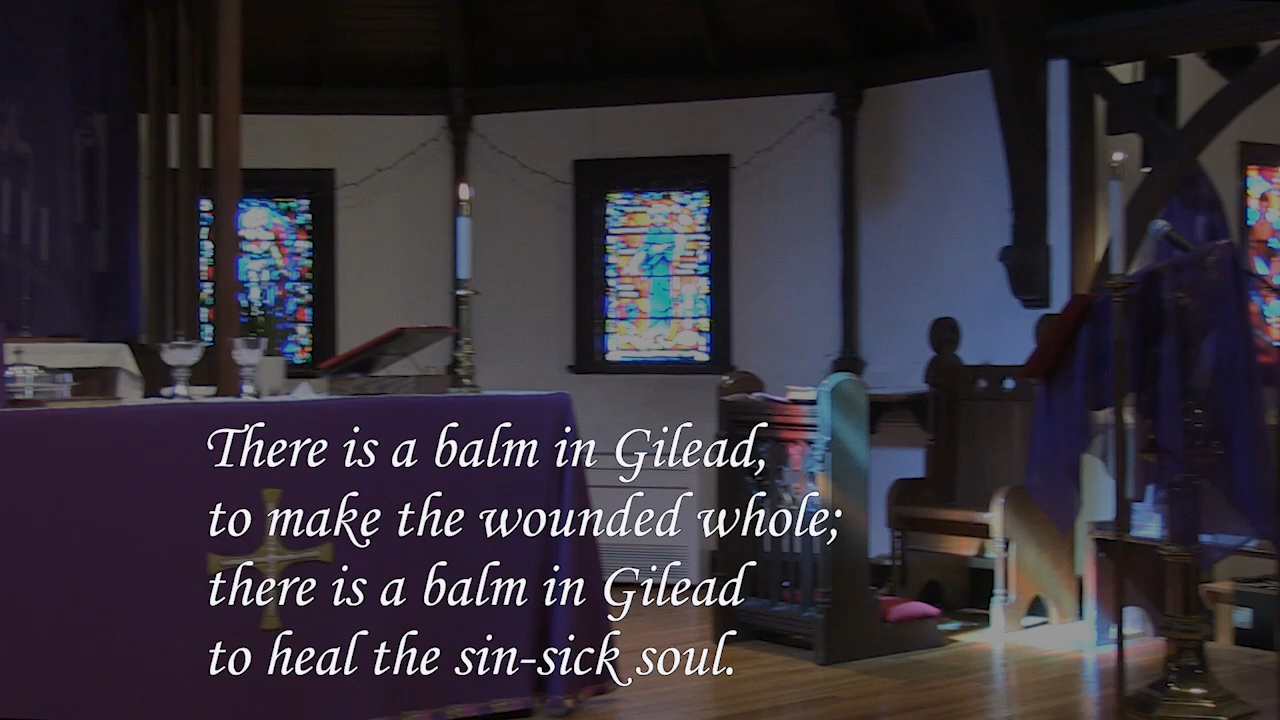 There is a balm in Gilead,
to make the wounded whole;
there is a balm in Gilead
to heal the sin-sick soul.